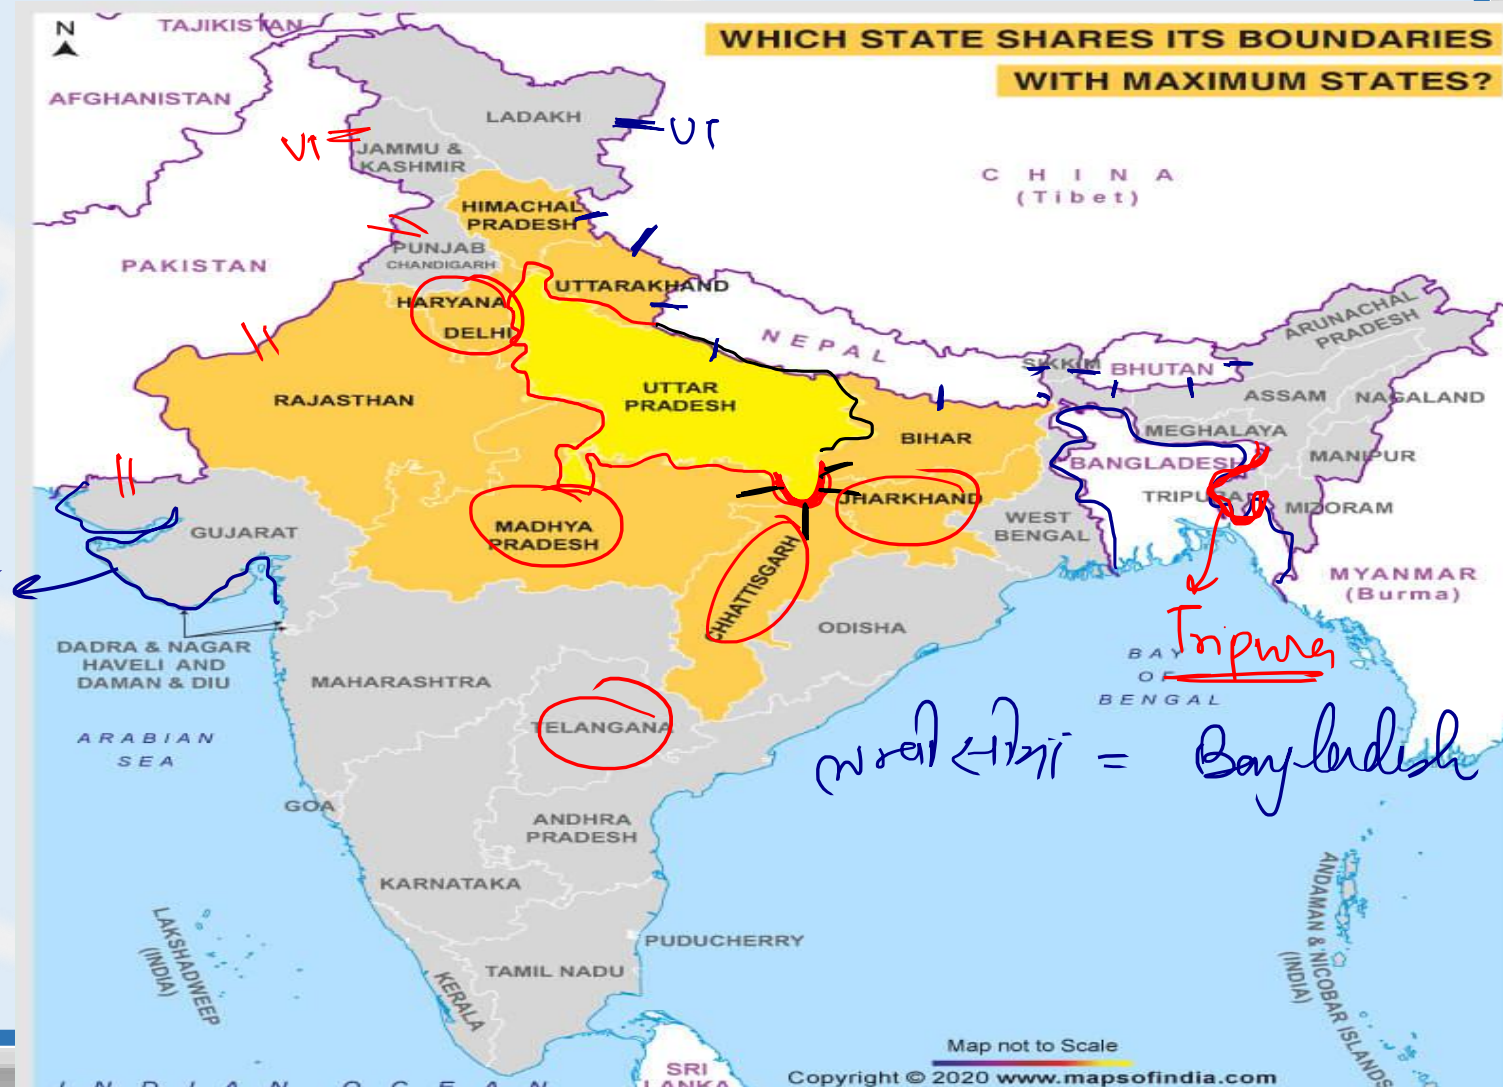 N
TAJIKISTAN
WHICH STATE SHARES ITS BOUNDARIES
WITH MAXIMUM STATES?
AFGHANISTAN
LADAKH
UT
UT
JAMMU &
KASHMIR
CHINA
(Tibet)
HIMACHAL
PRADESH
PUNJAB
CHANDIGARH
PAKISTAN
UTTARAKHAND
HARYANA
DELHI
NEPAL
ARUNACHAL
PRADESH
SIKKIM
BHUTAN
RAJASTHAN
UTTAR
PRADESH
ASSAM
NAGALAND
BIHAR
MEGHALAYA
BANGLADESH
MANIPUR
JHARKHAND
TRIPURA
MIZORAM
GUJARAT
MADHYA
PRADESH
WEST
BENGAL
CHHATTISGARH
MYANMAR
(Burma)
ODISHA
DADRA & NAGAR
HAVELI AND
DAMAN & DIU
Tripura
BAY
OF
BENGAL
MAHARASHTRA
TELANGANA
ARABIAN
SEA
= Bangladesh
GOA
ANDHRA
PRADESH
KARNATAKA
LAKSHADWEEP
(INDIA)
ANDAMAN & NICOBAR ISLANDS
(INDIA)
PUDUCHERRY
TAMIL NADU
KERALA
Map not to Scale
SRI
LANKA
Copyright © 2020 www.mapsofindia.com
INDIAN OCEAN